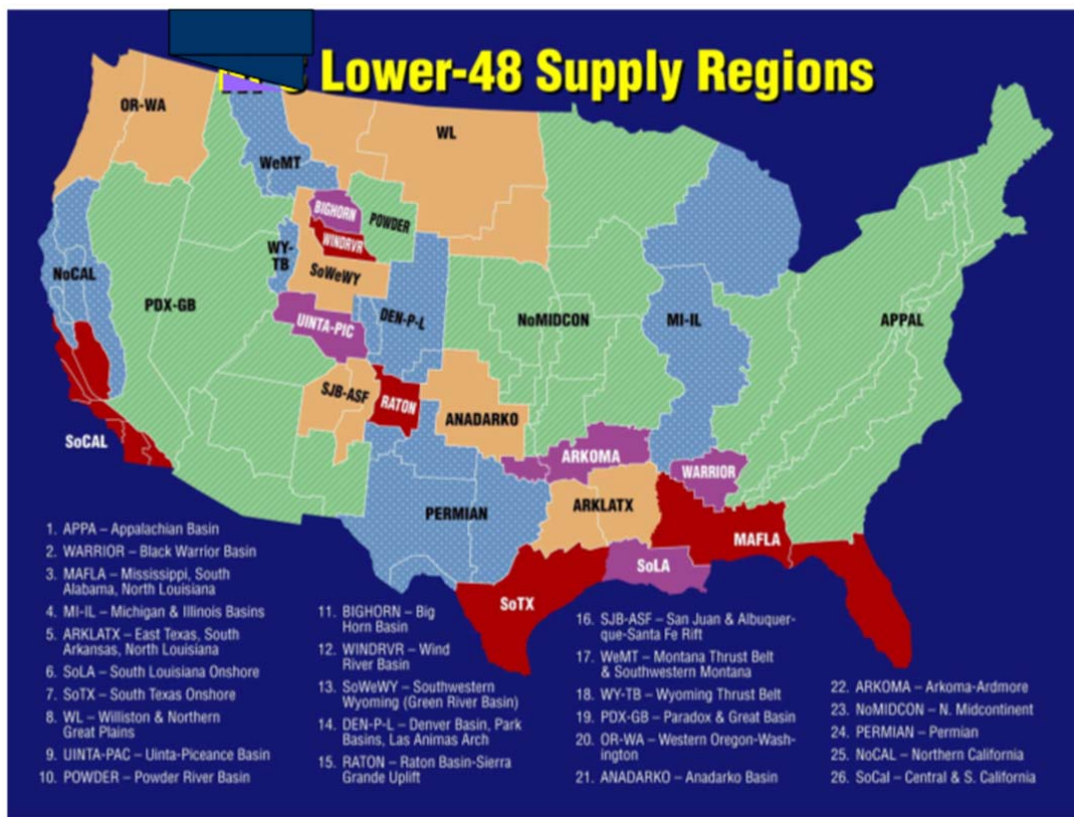 Lower-48 Supply Regions
OR-WA
WL
WeMT
BIGHORN
POWDER
WINDRVR
WY-
TB
SoWeWY
NoCAL
PDX-GB
UINTA-PIC
DEN-P-L
NoMIDCON
MI-IL
APPAL
SJB-ASF
RATON
ANADARKO
SoCAL
ARKOMA
WARRIOR
ARKLATX
PERMIAN
MAFLA
SoLA
SoTX
1. APPA – Appalachian Basin
2. WARRIOR – Black Warrior Basin
3. MAFLA – Mississippi, South
Alabama, North Louisiana
4. MI-IL – Michigan & Illinois Basins
5. ARKLATX – East Texas, South
Arkansas, North Louisiana
6. SoLA – South Louisiana Onshore
7. SoTX – South Texas Onshore
8. WL – Williston & Northern
Great Plains
9. UINTA-PAC – Uinta-Piceance Basin
10. POWDER – Powder River Basin
11. BIGHORN – Big
Horn Basin
12. WINDRVR – Wind
River Basin
13. SoWeWY – Southwestern
Wyoming (Green River Basin)
14. DEN-P-L – Denver Basin, Park
Basins, Las Animas Arch
15. RATON – Raton Basin-Sierra
Grande Uplift
16. SJB-ASF – San Juan & Albuquer-
que-Santa Fe Rift
17. WeMT – Montana Thrust Belt
& Southwestern Montana
18. WY-TB – Wyoming Thrust Belt
19. PDX-GB – Paradox & Great Basin
20. OR-WA – Western Oregon-Wash-
ington
21. ANADARKO – Anadarko Basin
22. ARKOMA – Arkoma-Ardmore
23. NoMIDCON – N. Midcontinent
24. PERMIAN – Permian
25. NoCAL – Northern California
26. SoCal – Central & S. California